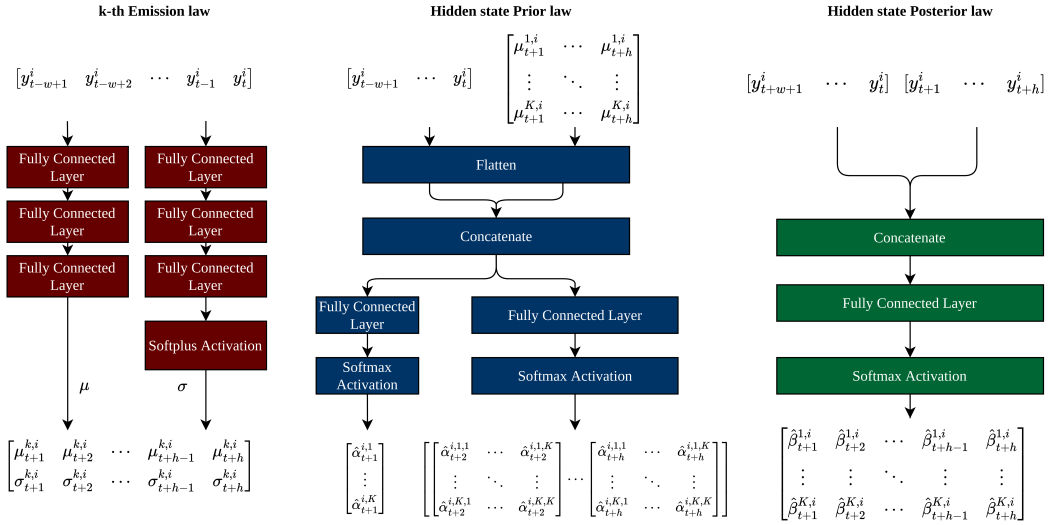 k-th Emission law
[y^i_{t-w+1} y^i_{t-w+2} ⋯ y^i_{t-1} y^i_t]
Fully Connected
Layer
Fully Connected
Layer
Fully Connected
Layer
Fully Connected
Layer
Fully Connected
Layer
Fully Connected
Layer
Softplus Activation
μ
σ
[μ^{k,i}_{t+1} μ^{k,i}_{t+2} ⋯ μ^{k,i}_{t+h-1} μ^{k,i}_{t+h}
σ^{k,i}_{t+1} σ^{k,i}_{t+2} ⋯ σ^{k,i}_{t+h-1} σ^{k,i}_{t+h}]
Hidden state Prior law
[y^i_{t-w+1} ⋯ y^i_t]
[μ^{1,i}_{t+1} ⋯ μ^{1,i}_{t+h}
⋮ ⋱ ⋮
μ^{K,i}_{t+1} ⋯ μ^{K,i}_{t+h}]
Flatten
Concatenate
Fully Connected
Layer
Fully Connected Layer
Softmax
Activation
Softmax Activation
[α̂^{i,1}_{t+1}
⋮
α̂^{i,K}_{t+1}]
[[α̂^{i,1,1}_{t+2} ⋯ α̂^{i,1,K}_{t+2}] [α̂^{i,1,1}_{t+h} ⋯ α̂^{i,1,K}_{t+h}]]
⋮ ⋱ ⋮ ⋯ ⋮ ⋱ ⋮
[[α̂^{i,K,1}_{t+2} ⋯ α̂^{i,K,K}_{t+2}] [α̂^{i,K,1}_{t+h} ⋯ α̂^{i,K,K}_{t+h}]]
Hidden state Posterior law
[y^i_{t+w+1} ⋯ y^i_t] [y^i_{t+1} ⋯ y^i_{t+h}]
Concatenate
Fully Connected Layer
Softmax Activation
[β̂^{1,i}_{t+1} β̂^{1,i}_{t+2} ⋯ β̂^{1,i}_{t+h-1} β̂^{1,i}_{t+h}
⋮ ⋮ ⋱ ⋮ ⋮
β̂^{K,i}_{t+1} β̂^{K,i}_{t+2} ⋯ β̂^{K,i}_{t+h-1} β̂^{K,i}_{t+h}]